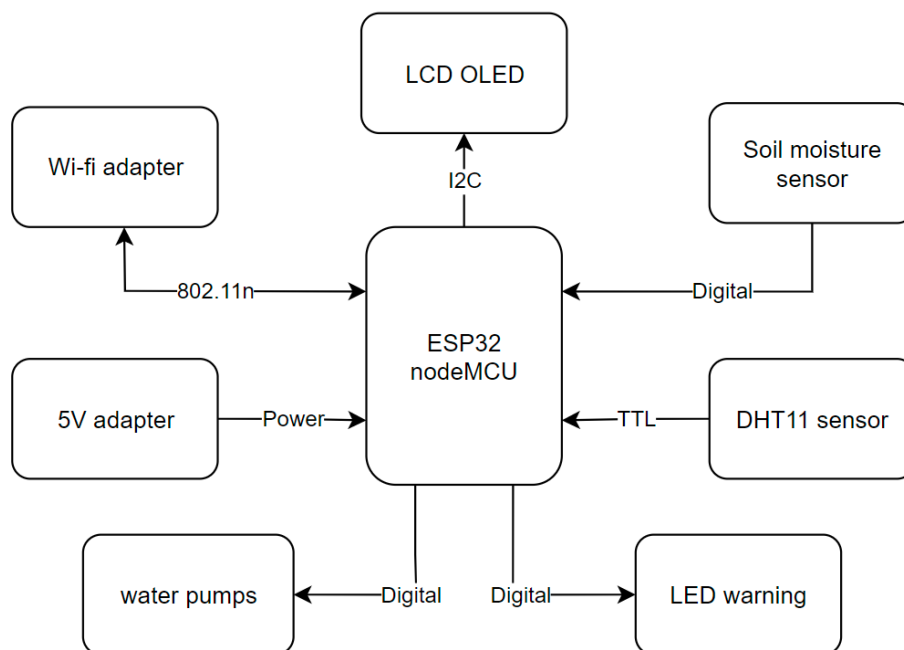 LCD OLED
Wi-fi adapter
Soil moisture
sensor
I2C
802.11n
Digital
ESP32
nodeMCU
5V adapter
Power
TTL
DHT11 sensor
water pumps
Digital
Digital
LED warning